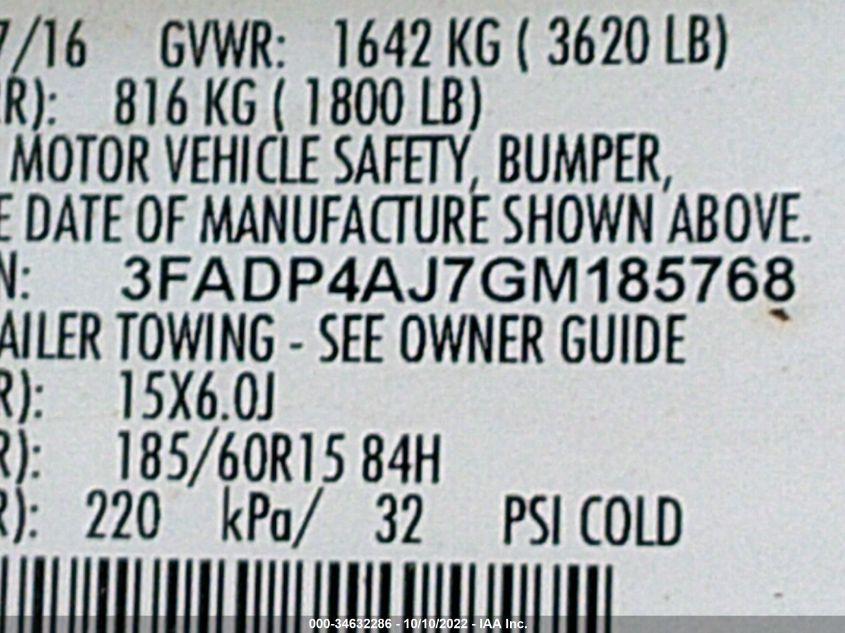 7/16 GVWR: 1642 KG ( 3620 LB)
RR): 816 KG ( 1800 LB)
MOTOR VEHICLE SAFETY, BUMPER,
E DATE OF MANUFACTURE SHOWN ABOVE.
N: 3FADP4AJ7GM185768
AILER TOWING - SEE OWNER GUIDE
R): 15X6.0J
R): 185/60R15 84H
R): 220 kPa/ 32 PSI COLD
000-34632286 - 10/10/2022 - IAA Inc.